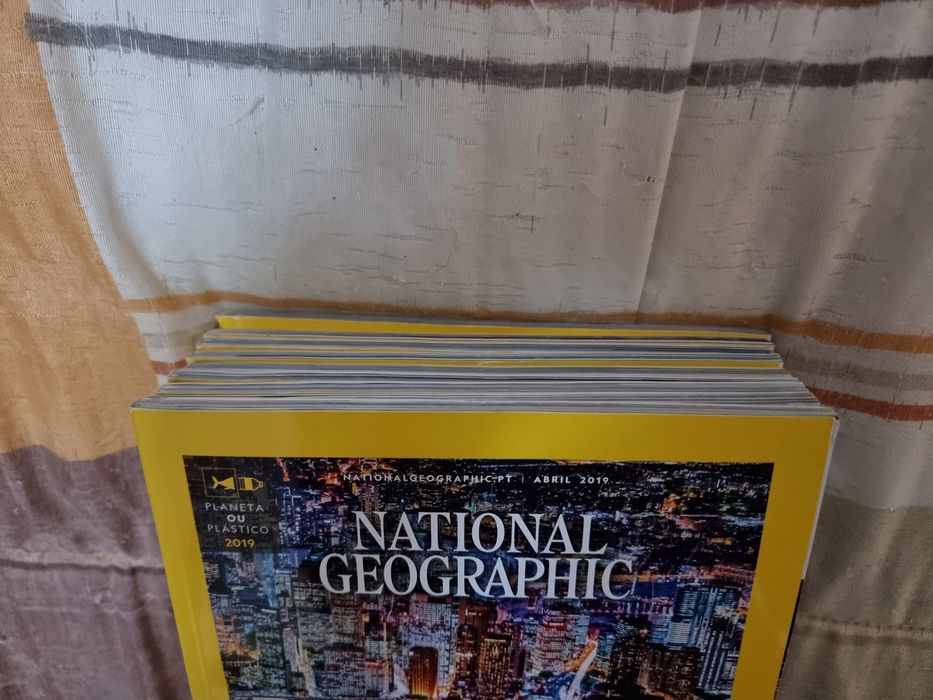 NATIONALGEOGRAPHIC.PT | ABRIL 2019
PLANETA
OU
PLÁSTICO
2019
NATIONAL
GEOGRAPHIC